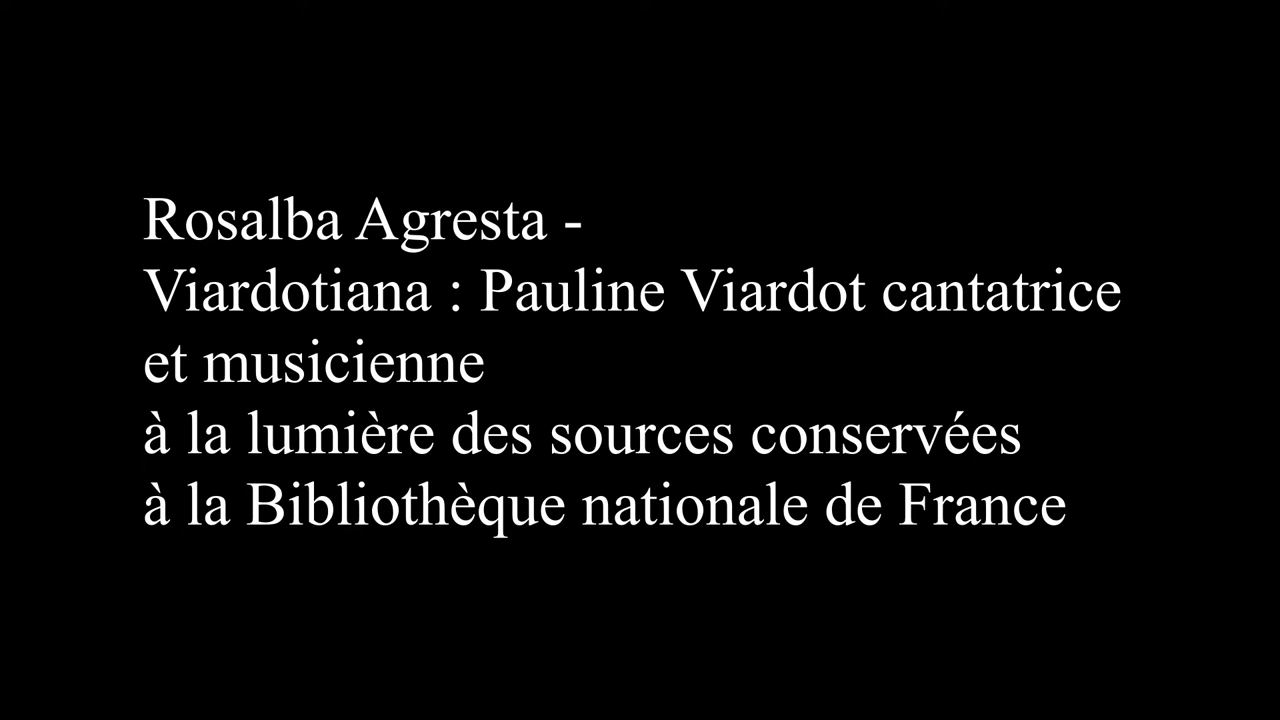 Rosalba Agresta -
Viardotiana : Pauline Viardot cantatrice
et musicienne
à la lumière des sources conservées
à la Bibliothèque nationale de France